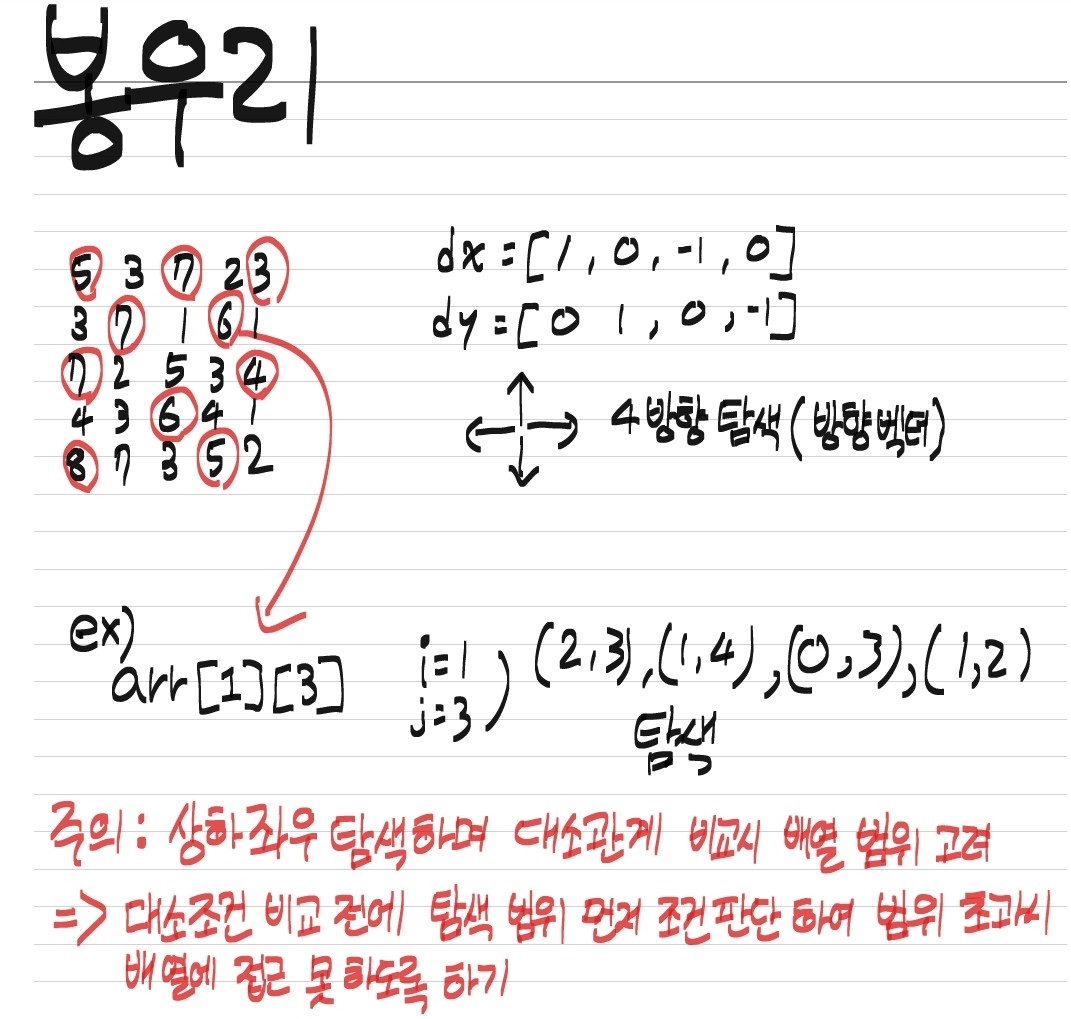 봉우리
5 3 7 2 3
3 7 1 6 1
7 2 5 3 4
4 3 6 4 1
8 7 3 5 2
dx = [1, 0, -1, 0]
dy = [0 1, 0, -1]
4방향 탐색 (방향벡터)
ex)
arr[1][3]
i=1
j=3
) (2,3), (1,4), (0,3), (1,2)
탐색
주의: 상하좌우 탐색하며 대소관계 비교시 배열 범위 고려
=> 대소조건 비교 전에 탐색 범위 먼저 조건판단 하여 범위 초과시
배열에 접근 못하도록 하기